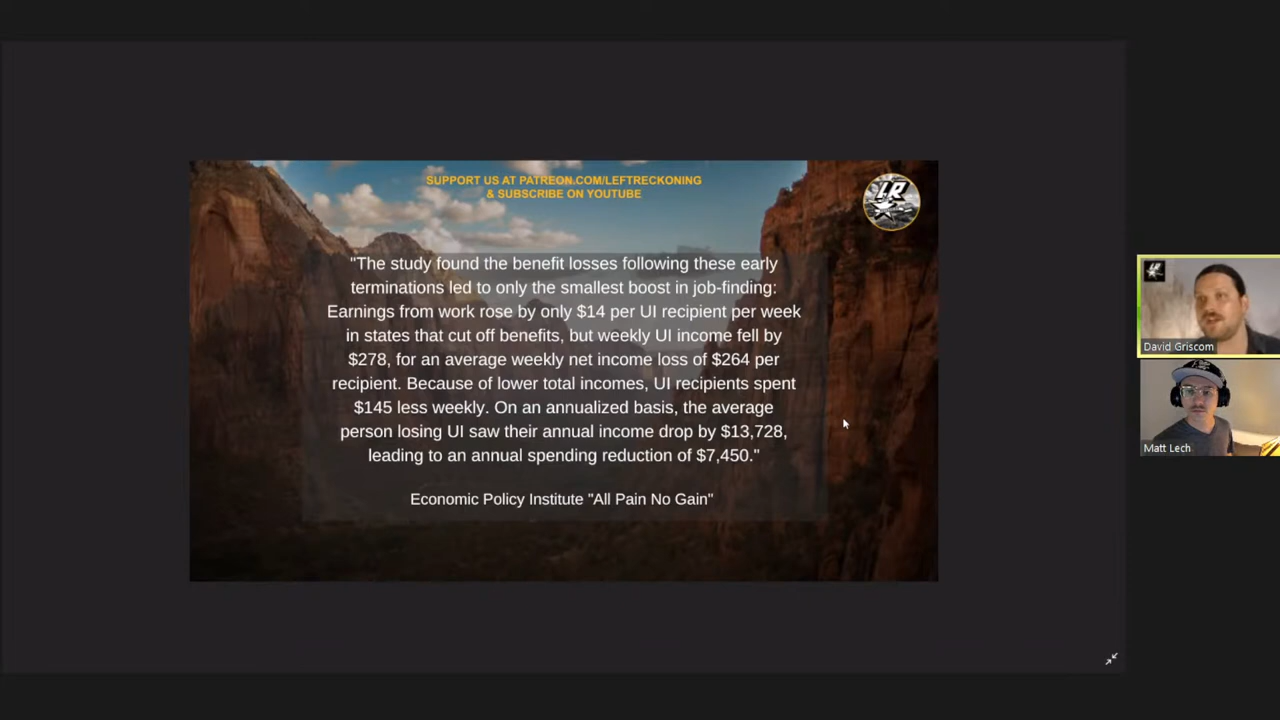 SUPPORT US AT PATREON.COM/LEFTRECKONING
& SUBSCRIBE ON YOUTUBE
LR
"The study found the benefit losses following these early
terminations led to only the smallest boost in job-finding:
Earnings from work rose by only $14 per UI recipient per week
in states that cut off benefits, but weekly UI income fell by
$278, for an average weekly net income loss of $264 per
recipient. Because of lower total incomes, UI recipients spent
$145 less weekly. On an annualized basis, the average
person losing UI saw their annual income drop by $13,728,
leading to an annual spending reduction of $7,450."
Economic Policy Institute "All Pain No Gain"
David Griscom
Matt Lech